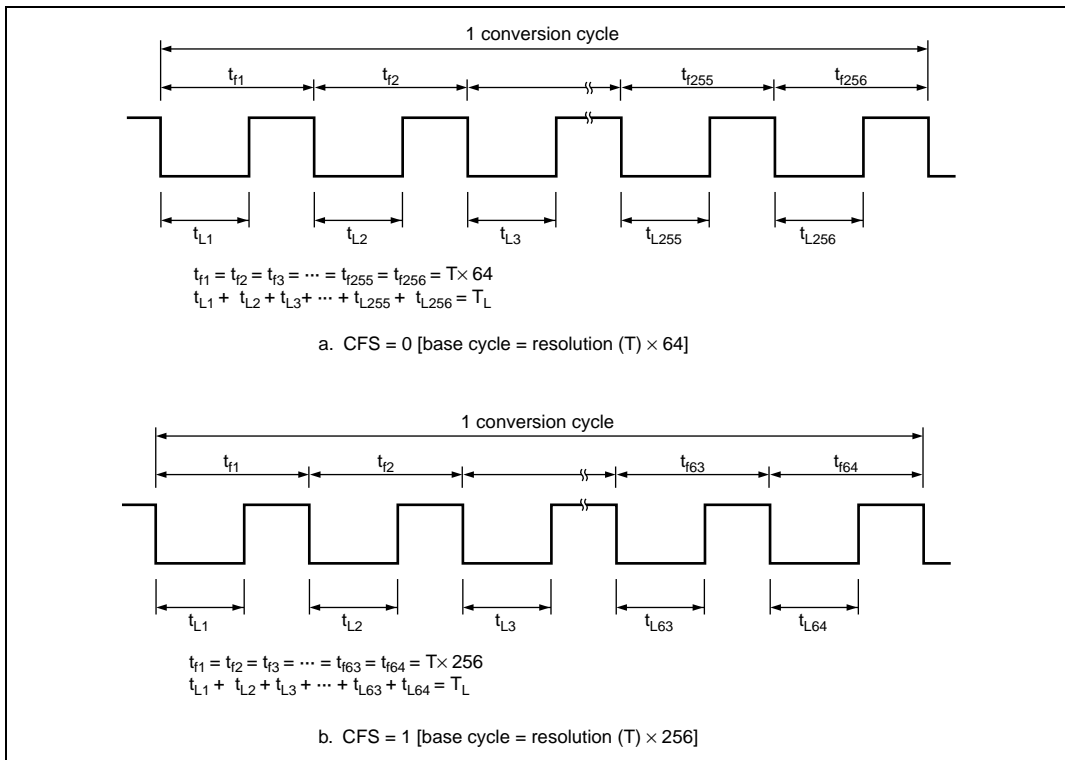 1 conversion cycle
tf1 tf2 tf255 tf256
tL1 tL2 tL3 tL255 tL256
tf1 = tf2 = tf3 = ··· = tf255 = tf256 = T× 64
tL1 + tL2 + tL3+ ··· + tL255 + tL256 = TL
a. CFS = 0 [base cycle = resolution (T) × 64]
1 conversion cycle
tf1 tf2 tf63 tf64
tL1 tL2 tL3 tL63 tL64
tf1 = tf2 = tf3 = ··· = tf63 = tf64 = T× 256
tL1 + tL2 + tL3 + ··· + tL63 + tL64 = TL
b. CFS = 1 [base cycle = resolution (T) × 256]